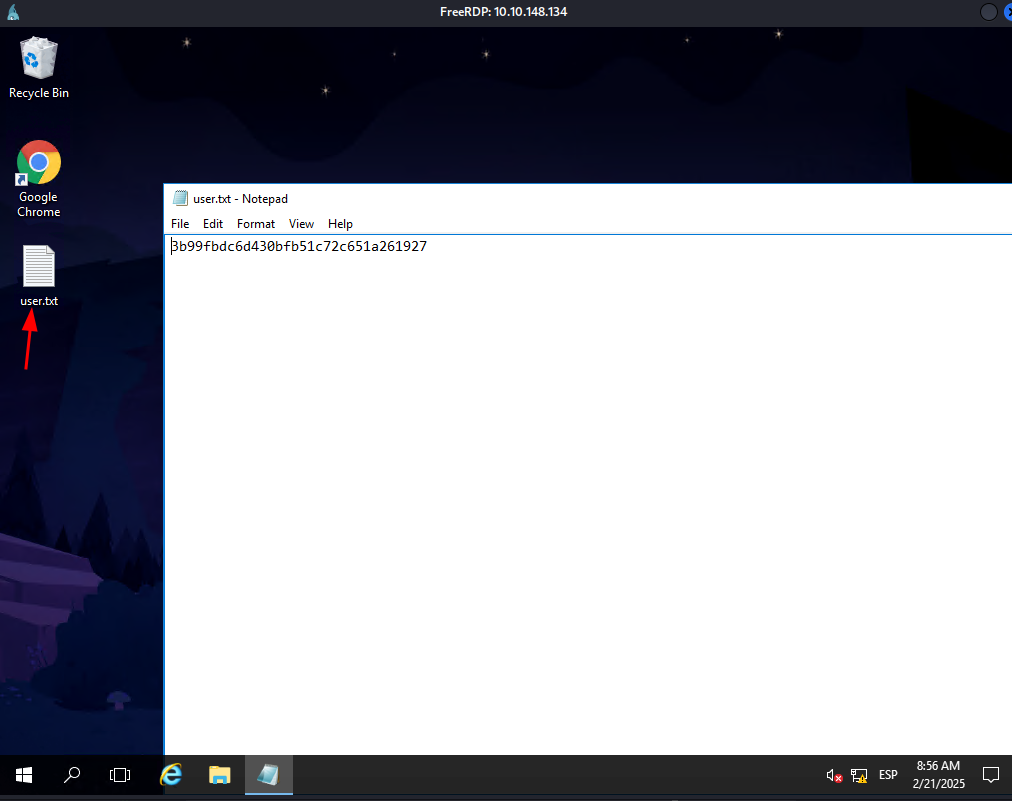 FreeRDP: 10.10.148.134
Recycle Bin
Google
Chrome
user.txt
user.txt - Notepad
File Edit Format View Help
3b99fbdc6d430bfb51c72c651a261927
ESP
8:56 AM
2/21/2025